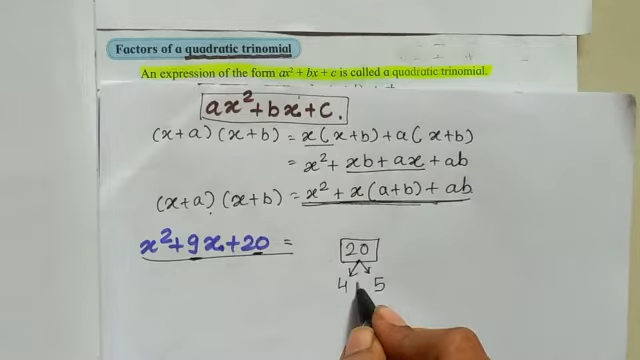 Factors of a quadratic trinomial
An expression of the form ax² + bx + c is called a quadratic trinomial.
ax²+bx+c.
(x+a)(x+b) = x(x+b)+a(x+b)
= x²+ xb+ax + ab
(x+a)(x+b) = x² + x(a+b) + ab
x²+9x+20 =
20
4 5